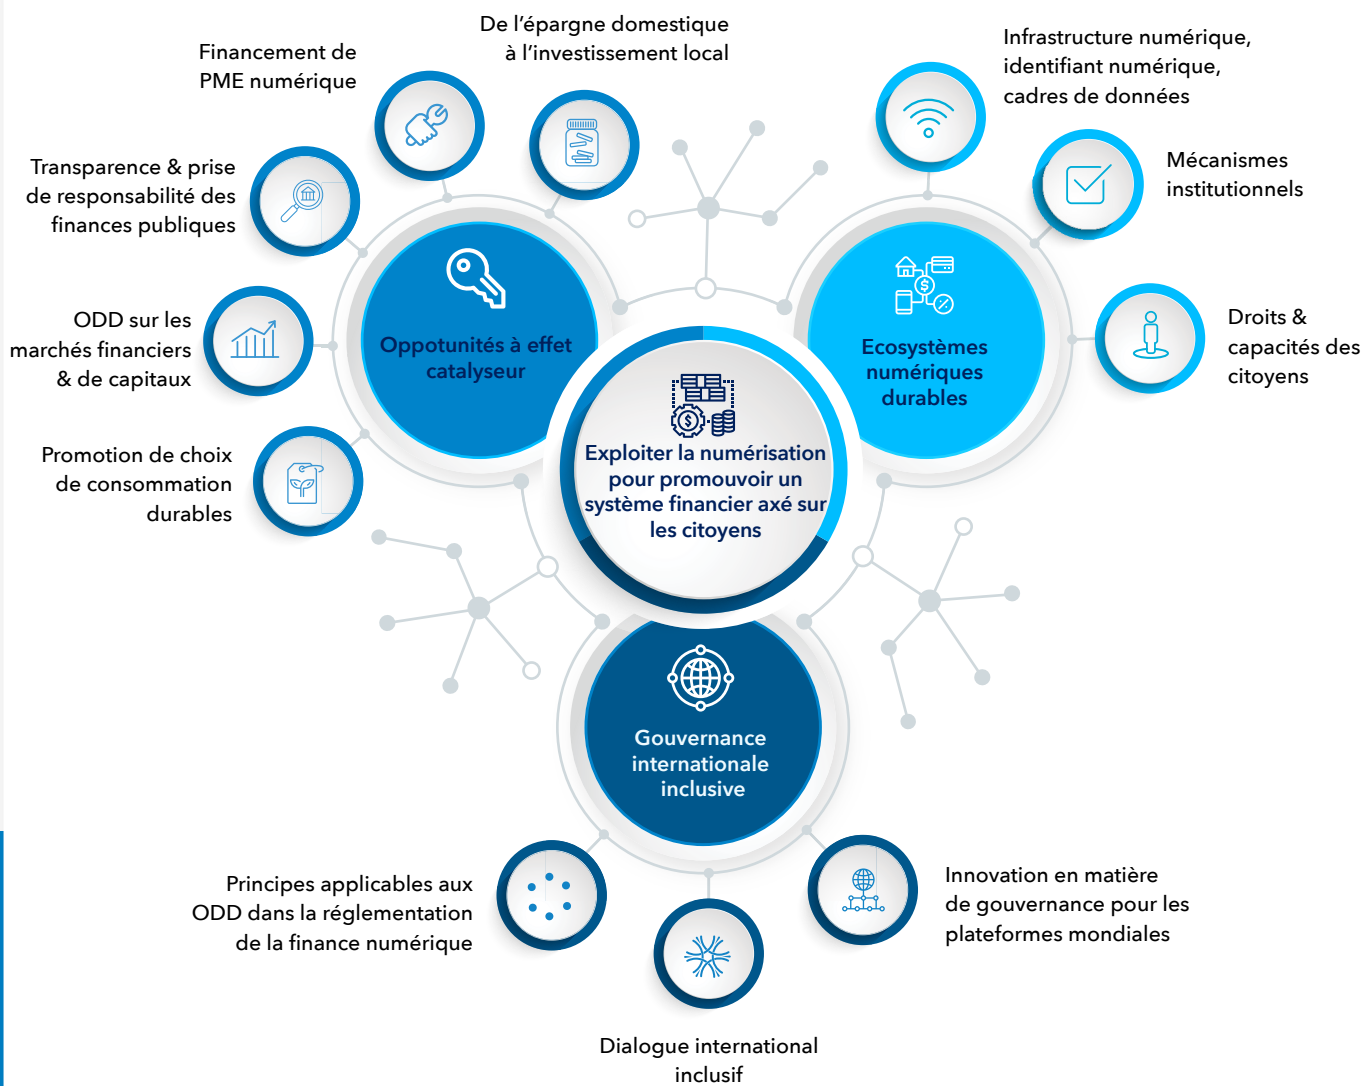 De l’épargne domestique
à l’investissement local
Financement de
PME numérique
Transparence & prise
de responsabilité des
finances publiques
ODD sur les
marchés financiers
& de capitaux
Promotion de choix
de consommation
durables
Oppotunités à effet
catalyseur
Infrastructure numérique,
identifiant numérique,
cadres de données
Mécanismes
institutionnels
Droits &
capacités des
citoyens
Ecosystèmes
numériques
durables
Exploiter la numérisation
pour promouvoir un
système financier axé sur
les citoyens
Gouvernance
internationale
inclusive
Principes applicables aux
ODD dans la réglementation
de la finance numérique
Dialogue international
inclusif
Innovation en matière
de gouvernance pour les
plateformes mondiales